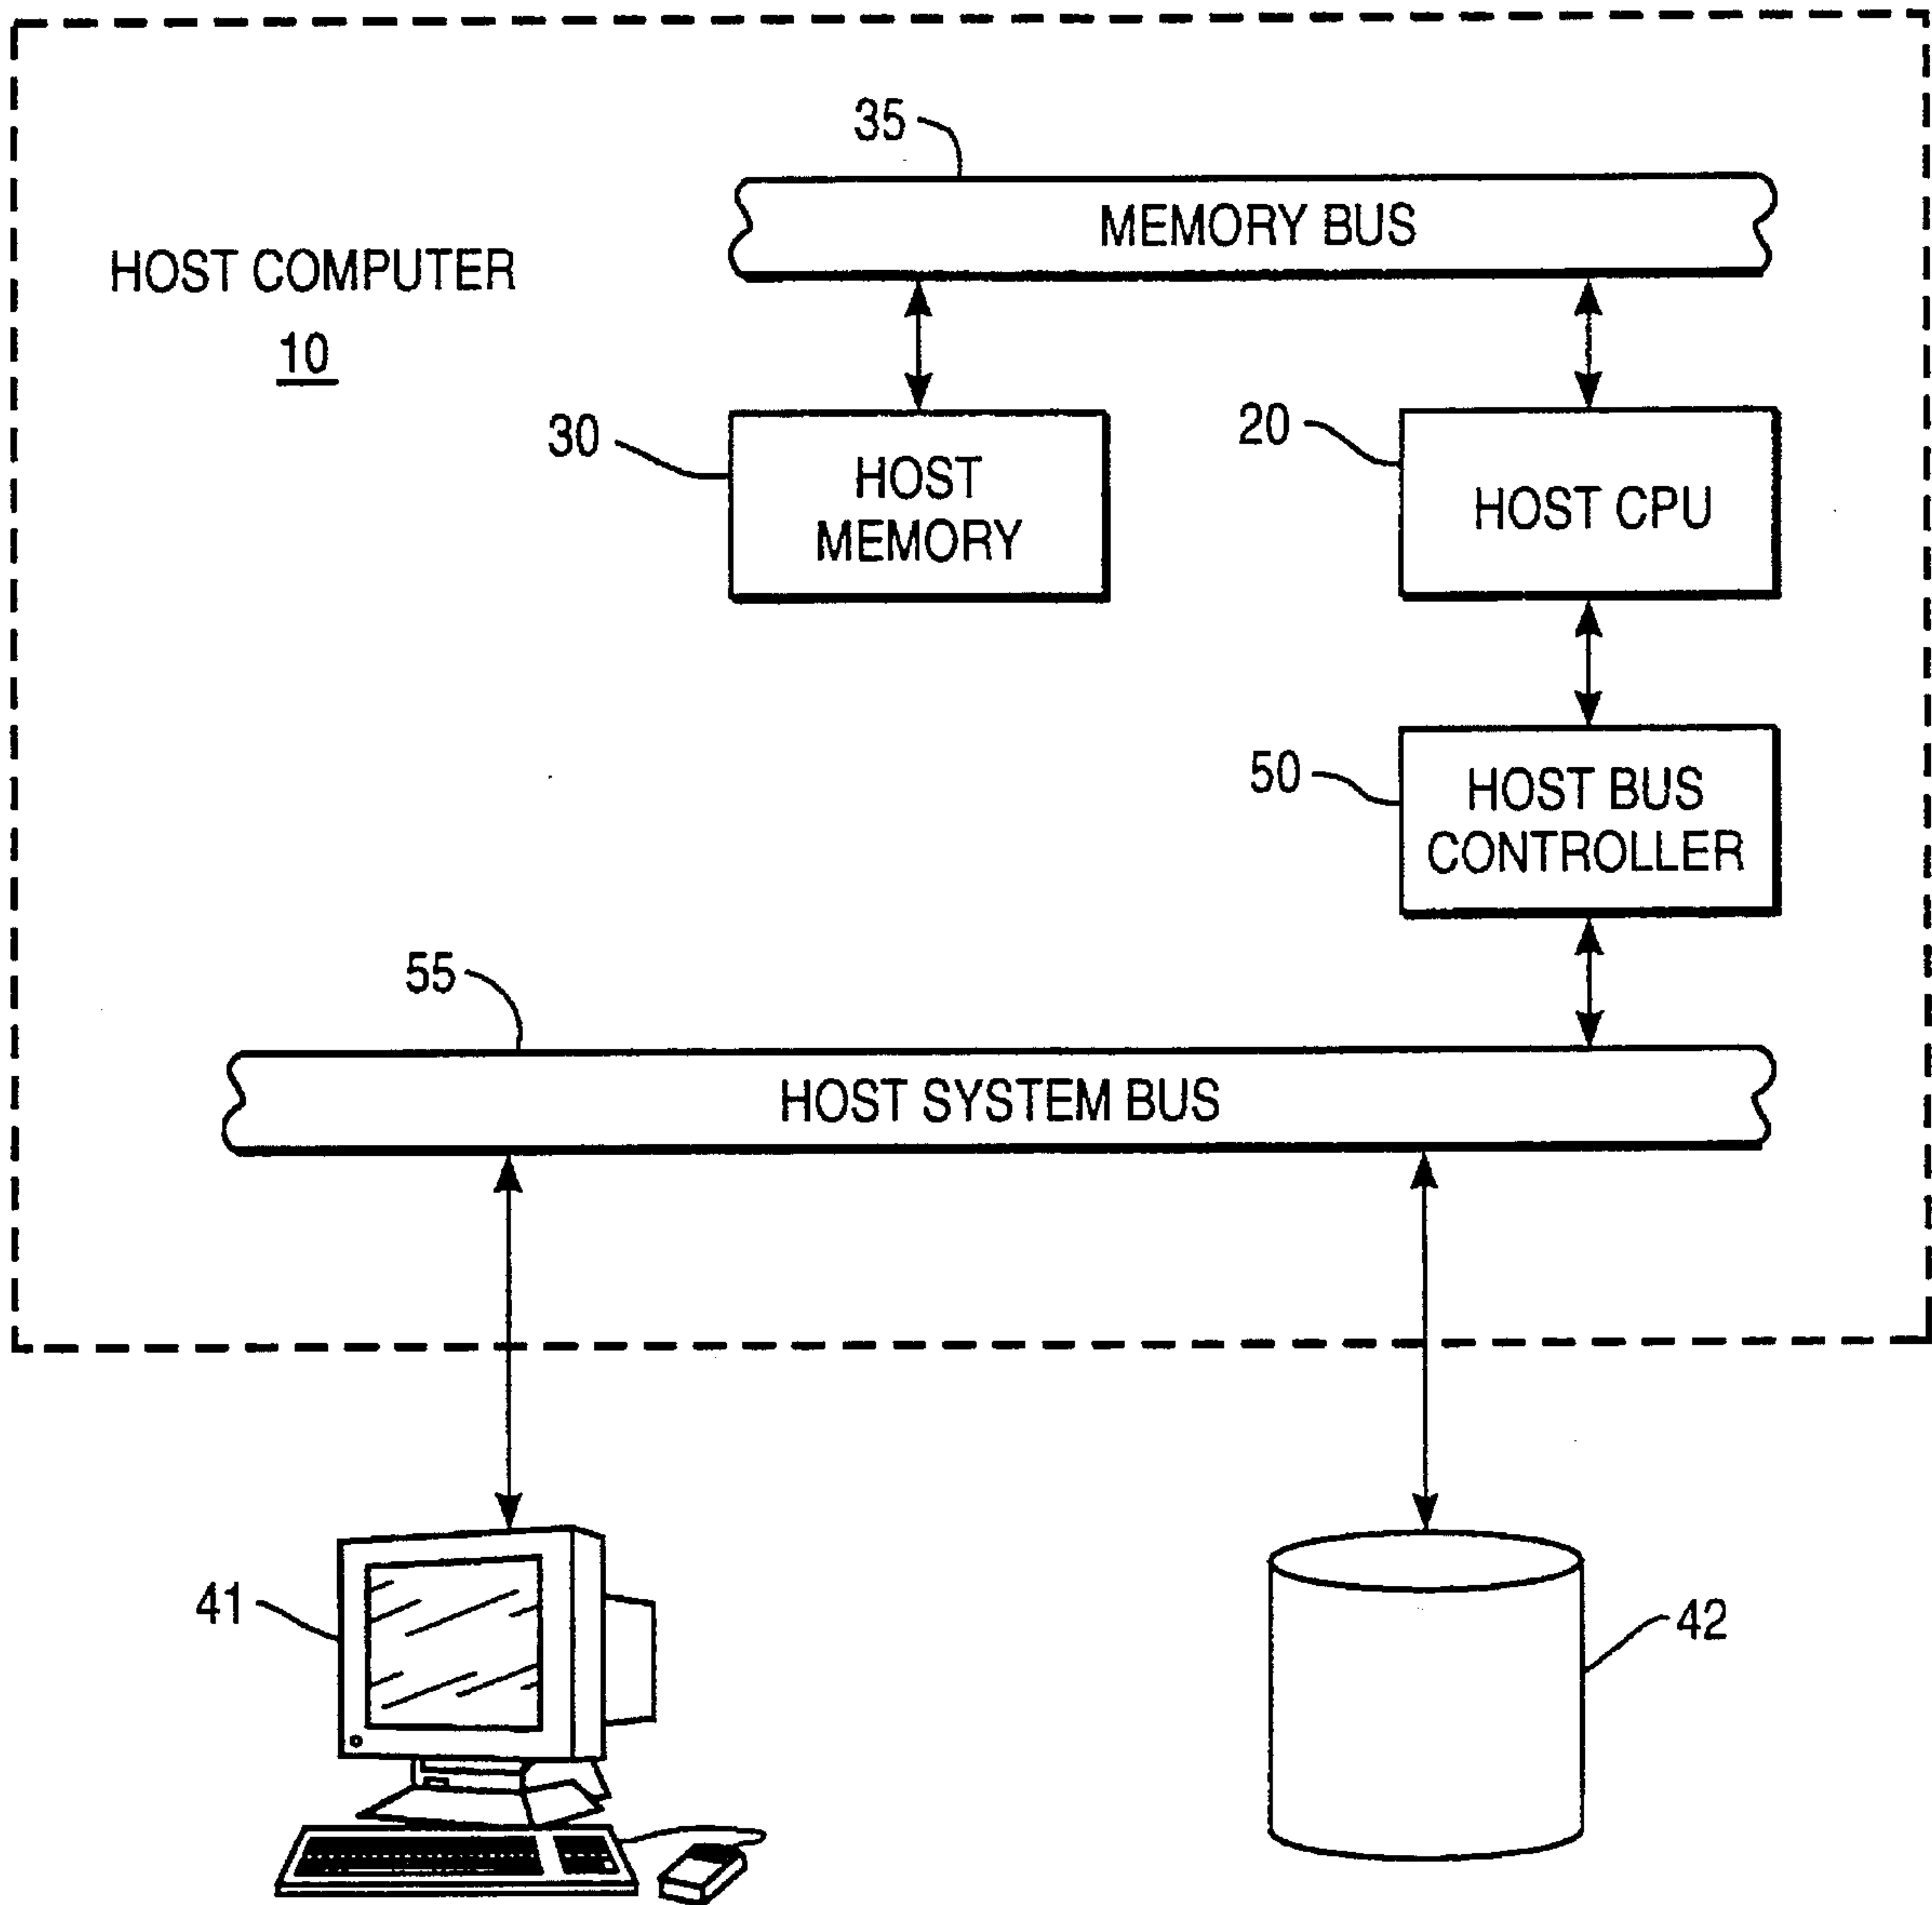 35
MEMORY BUS
HOST COMPUTER
10
30
HOST
MEMORY
20
HOST CPU
50
HOST BUS
CONTROLLER
55
HOST SYSTEM BUS
41
42